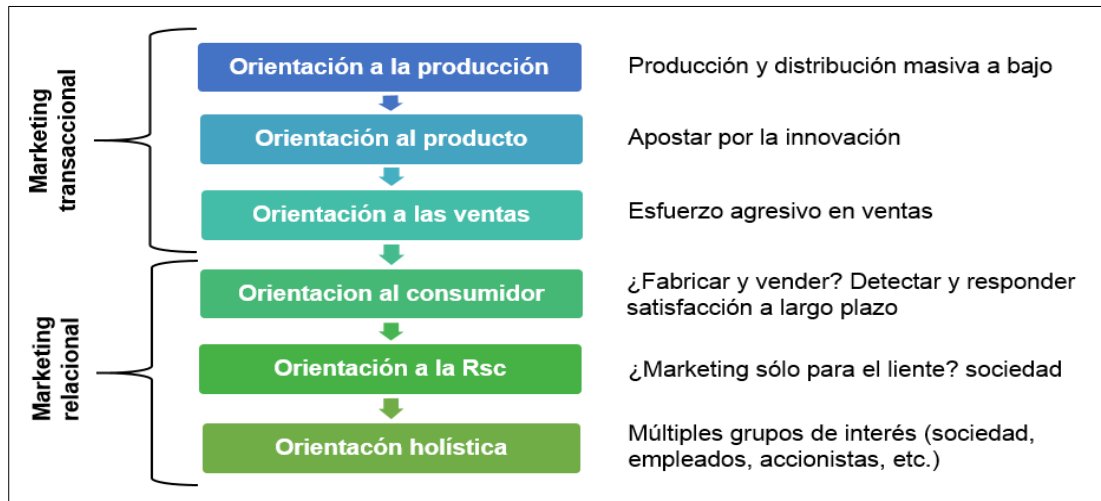 Marketing
transaccional
Orientación a la producción
Producción y distribución masiva a bajo
Orientación al producto
Apostar por la innovación
Orientación a las ventas
Esfuerzo agresivo en ventas
Marketing
relacional
Orientacion al consumidor
¿Fabricar y vender? Detectar y responder
satisfacción a largo plazo
Orientación a la Rsc
¿Marketing sólo para el liente? sociedad
Orientacón holística
Múltiples grupos de interés (sociedad,
empleados, accionistas, etc.)